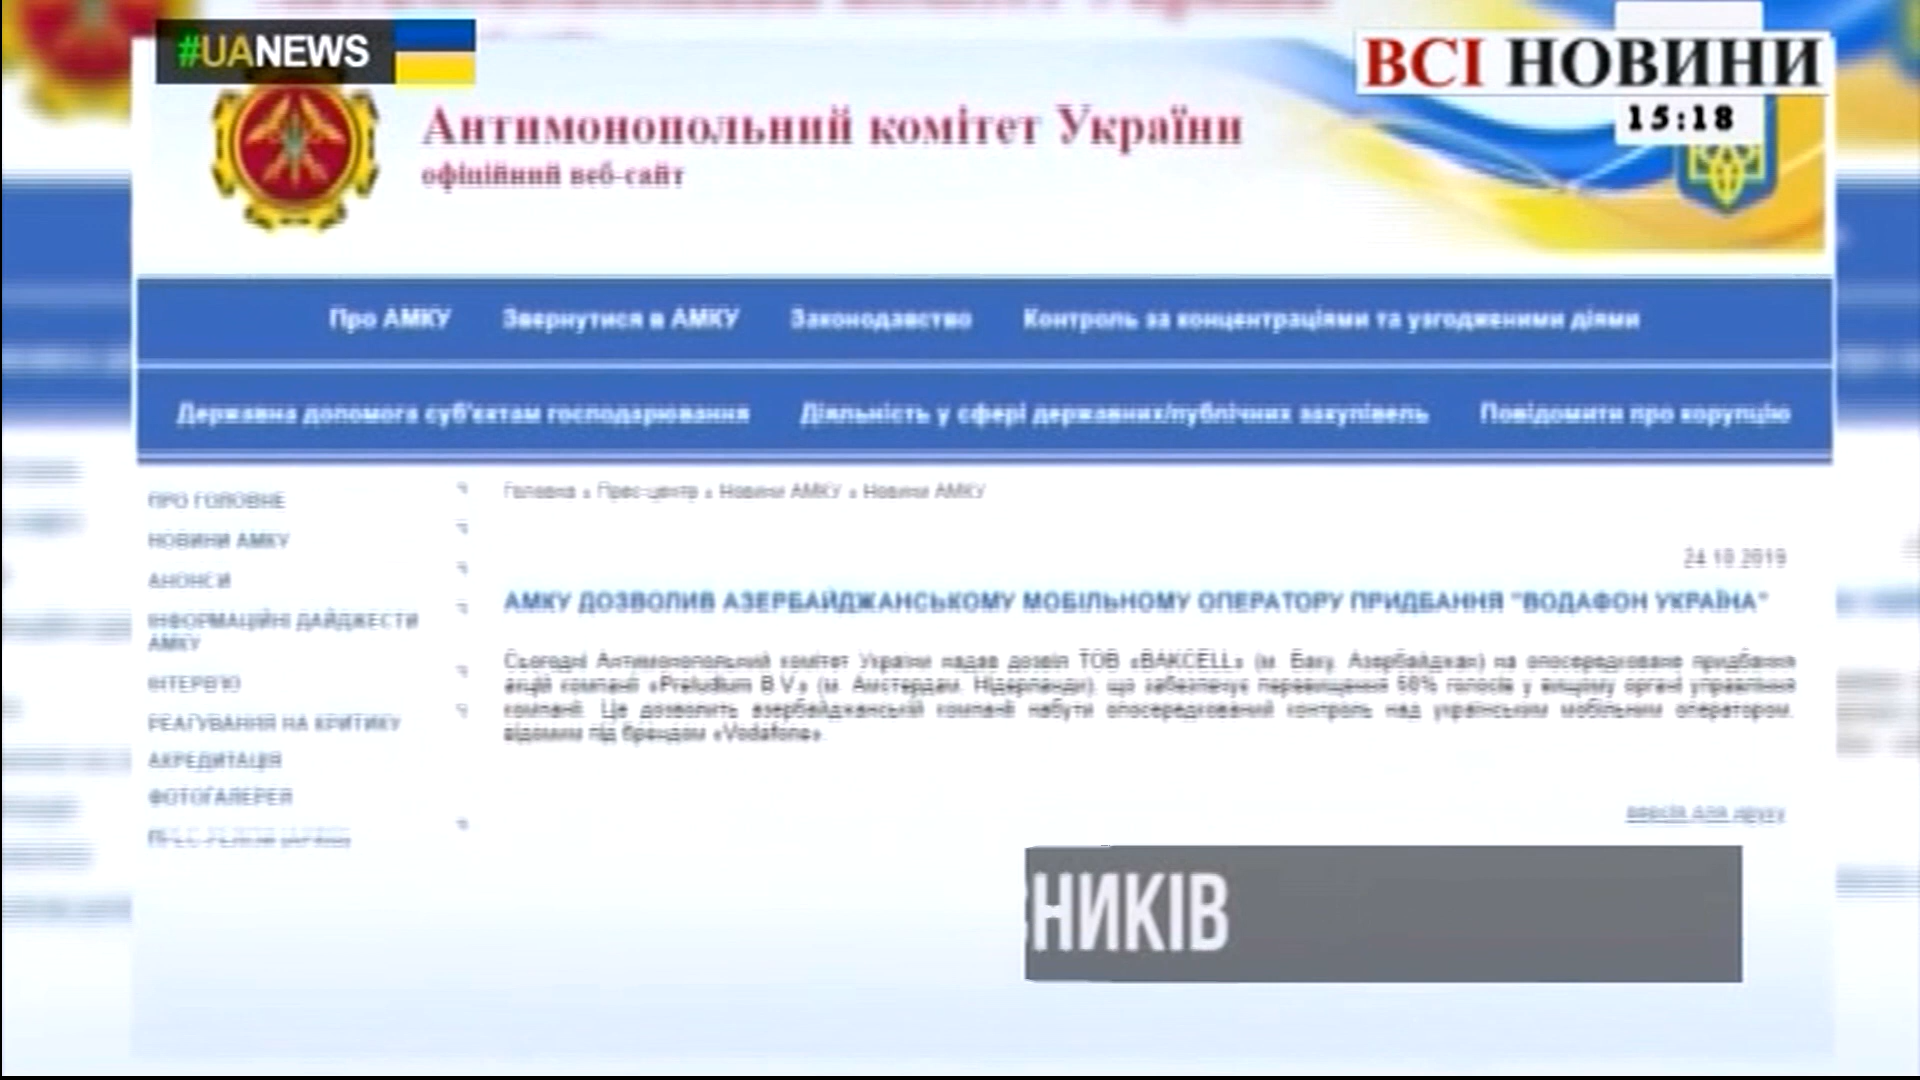 #UANEWS
ВСІ НОВИНИ
15:18
Антимонопольний комітет України
офіційний веб-сайт
Про АМКУ Звернутися в АМКУ Законодавство Контроль за концентраціями та узгодженими діями
Державна допомога суб'єктам господарювання Діяльність у сфері державних/публічних закупівель Повідомити про корупцію
Головна » Прес-центр » Новини АМКУ » Новини АМКУ
ПРО ГОЛОВНЕ
НОВИНИ АМКУ
АНОНСИ
ІНФОРМАЦІЙНІ ДАЙДЖЕСТИ
АМКУ
ІНТЕРВ'Ю
РЕАГУВАННЯ НА КРИТИКУ
АКРЕДИТАЦІЯ
ФОТОГАЛЕРЕЯ
24.10.2019
АМКУ ДОЗВОЛИВ АЗЕРБАЙДЖАНСЬКОМУ МОБІЛЬНОМУ ОПЕРАТОРУ ПРИДБАННЯ "ВОДАФОН УКРАЇНА"
Сьогодні Антимонопольний комітет України надав дозвіл ТОВ «BAKCELL» (м. Баку, Азербайджан) на опосередковане придбання
акцій компанії «Preludium B.V.» (м. Амстердам, Нідерланди), що забезпечує перевищення 50% голосів у вищому органі управління
компанії. Це дозволить азербайджанській компанії набути опосередкований контроль над українським мобільним оператором,
відомим під брендом «Vodafone».
версія для друку
НИКІВ